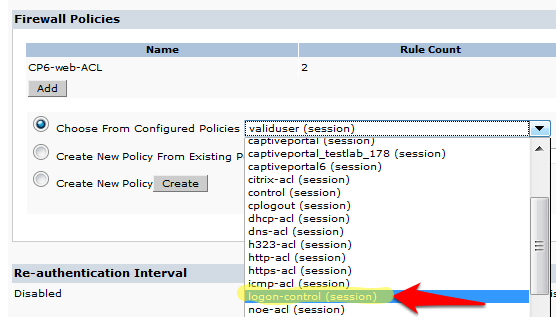 Firewall Policies
Name Rule Count
CP6-web-ACL 2
Add
Choose From Configured Policies validuser (session)
captiveportal (session)
captiveportal_testlab_178 (session)
Create New Policy From Existing P
captiveportal6 (session)
citrix-acl (session)
Create New Policy Create
control (session)
cplogout (session)
dhcp-acl (session)
dns-acl (session)
h323-acl (session)
http-acl (session)
https-acl (session)
Re-authentication Interval
icmp-acl (session)
Disabled
logon-control (session)
noe-acl (session)